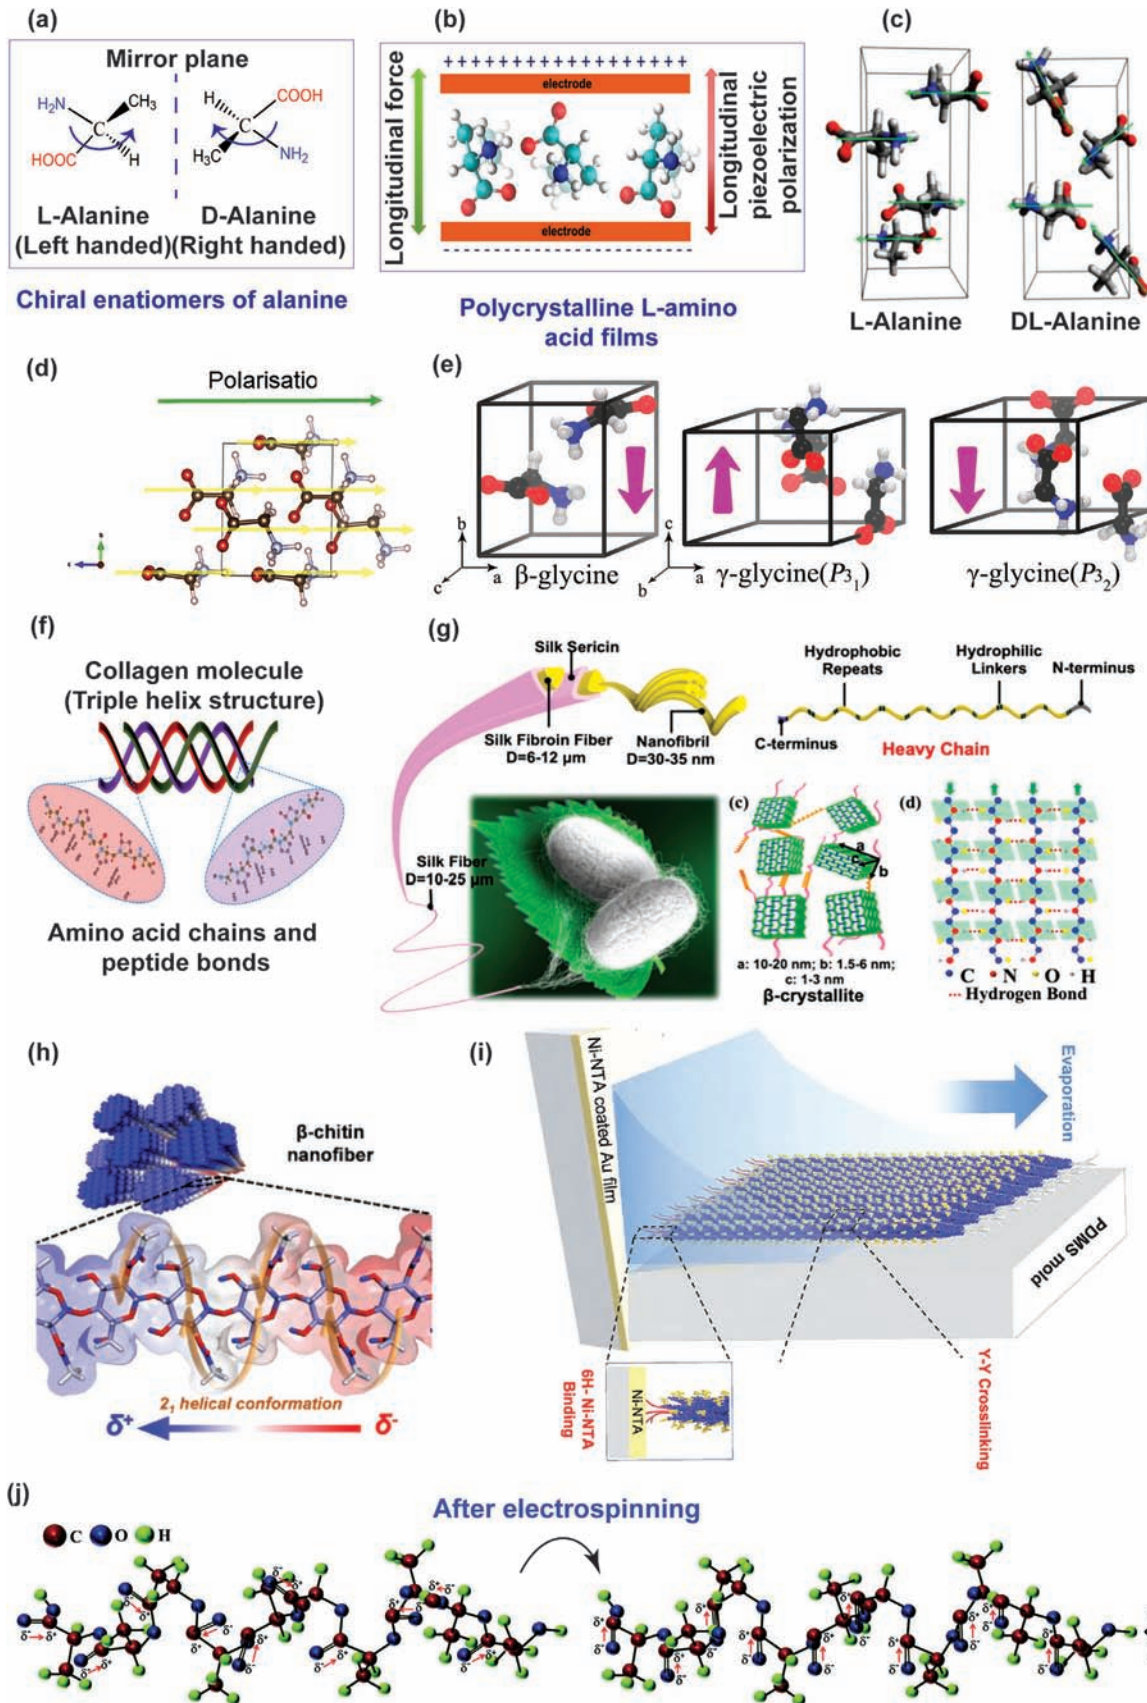 (a)
Mirror plane
H₂N
CH₃
C
HOOC
H
H
COOH
C
H₃C
NH₂
L-Alanine
(Left handed)
D-Alanine
(Right handed)
Chiral enatiomers of alanine
(b)
Longitudinal force
+ + + + + + + + + + + + + + + + +
electrode
electrode
Longitudinal
piezoelectric
polarization
Polycrystalline L-amino
acid films
(c)
L-Alanine
DL-Alanine
(d)
Polarisatio
(e)
b
c
a
β-glycine
c
b
a
γ-glycine(P3₁)
γ-glycine(P3₂)
(f)
Collagen molecule
(Triple helix structure)
Amino acid chains and
peptide bonds
(g)
Silk Sericin
Silk Fibroin Fiber
D=6-12 μm
Nanofibril
D=30-35 nm
Hydrophobic
Repeats
Hydrophilic
Linkers
N-terminus
C-terminus
Heavy Chain
Silk Fiber
D=10-25 μm
(c)
a
c
b
a: 10-20 nm; b: 1.5-6 nm;
c: 1-3 nm
β-crystallite
(d)
C N O H
Hydrogen Bond
(h)
β-chitin
nanofiber
2₁ helical conformation
δ⁺
δ⁻
(i)
Ni-NTA coated Au film
Evaporation
PDMS mold
6H- Ni-NTA
Binding
Ni-NTA
Y-Y Crosslinking
(j)
C O H
After electrospinning